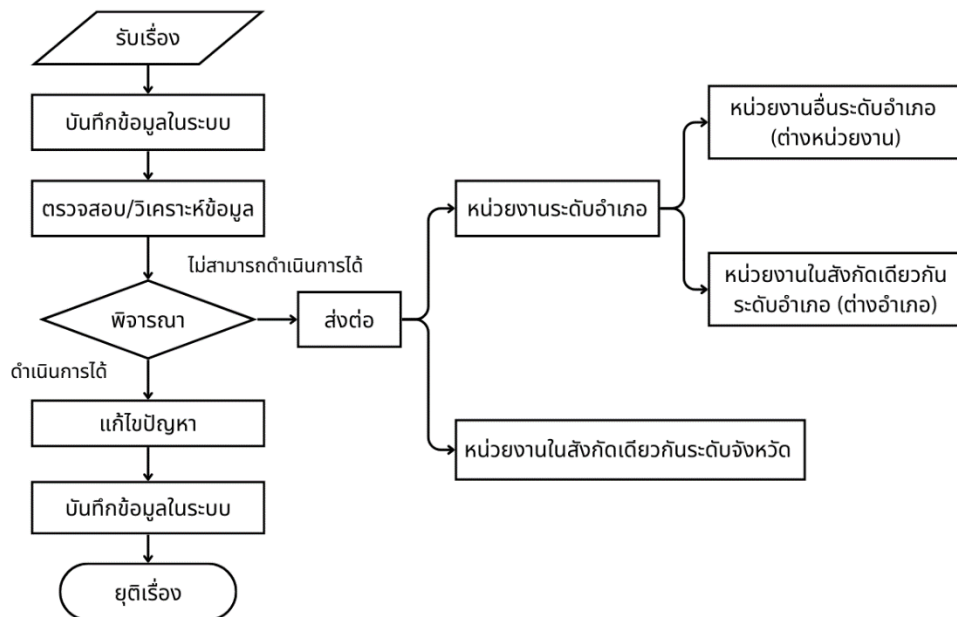 รับเรื่อง
บันทึกข้อมูลในระบบ
ตรวจสอบ/วิเคราะห์ข้อมูล
ไม่สามารถดำเนินการได้
พิจารณา
ดำเนินการได้
แก้ไขปัญหา
บันทึกข้อมูลในระบบ
ยุติเรื่อง
ส่งต่อ
หน่วยงานระดับอำเภอ
หน่วยงานอื่นระดับอำเภอ
(ต่างหน่วยงาน)
หน่วยงานในสังกัดเดียวกัน
ระดับอำเภอ (ต่างอำเภอ)
หน่วยงานในสังกัดเดียวกันระดับจังหวัด